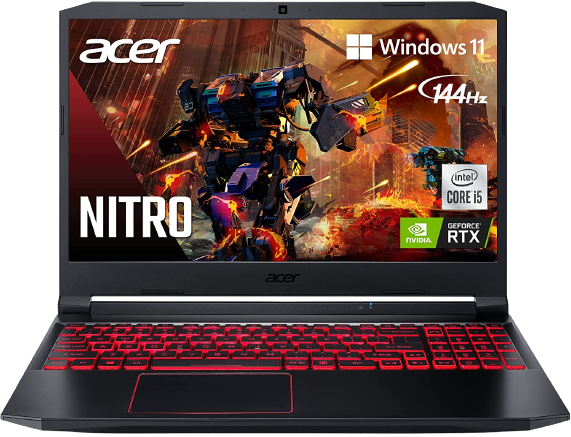 acer
Windows 11
144Hz
intel
CORE i5
NITRO
NVIDIA
GEFORCE
RTX
acer